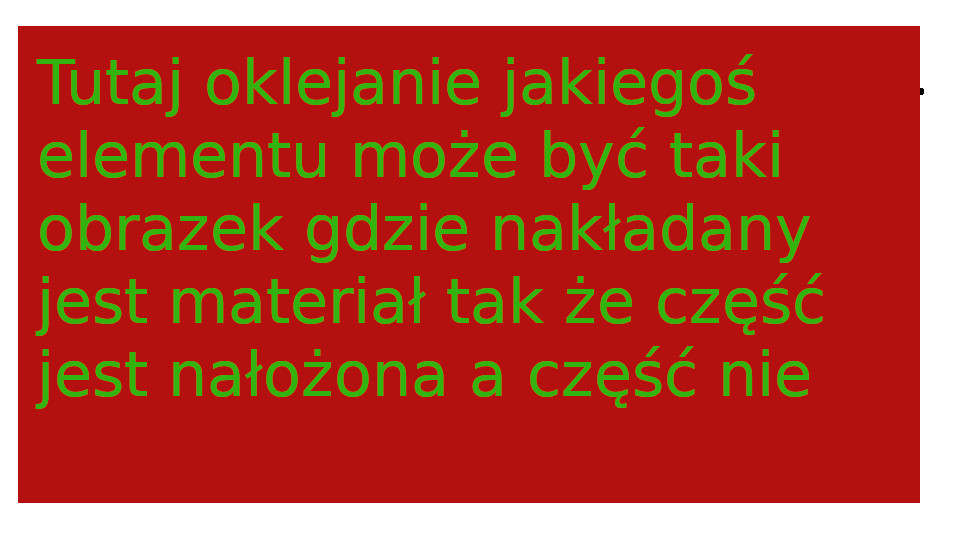 Tutaj oklejanie jakiegoś
elementu może być taki
obrazek gdzie nakładany
jest materiał tak że część
jest nałożona a część nie